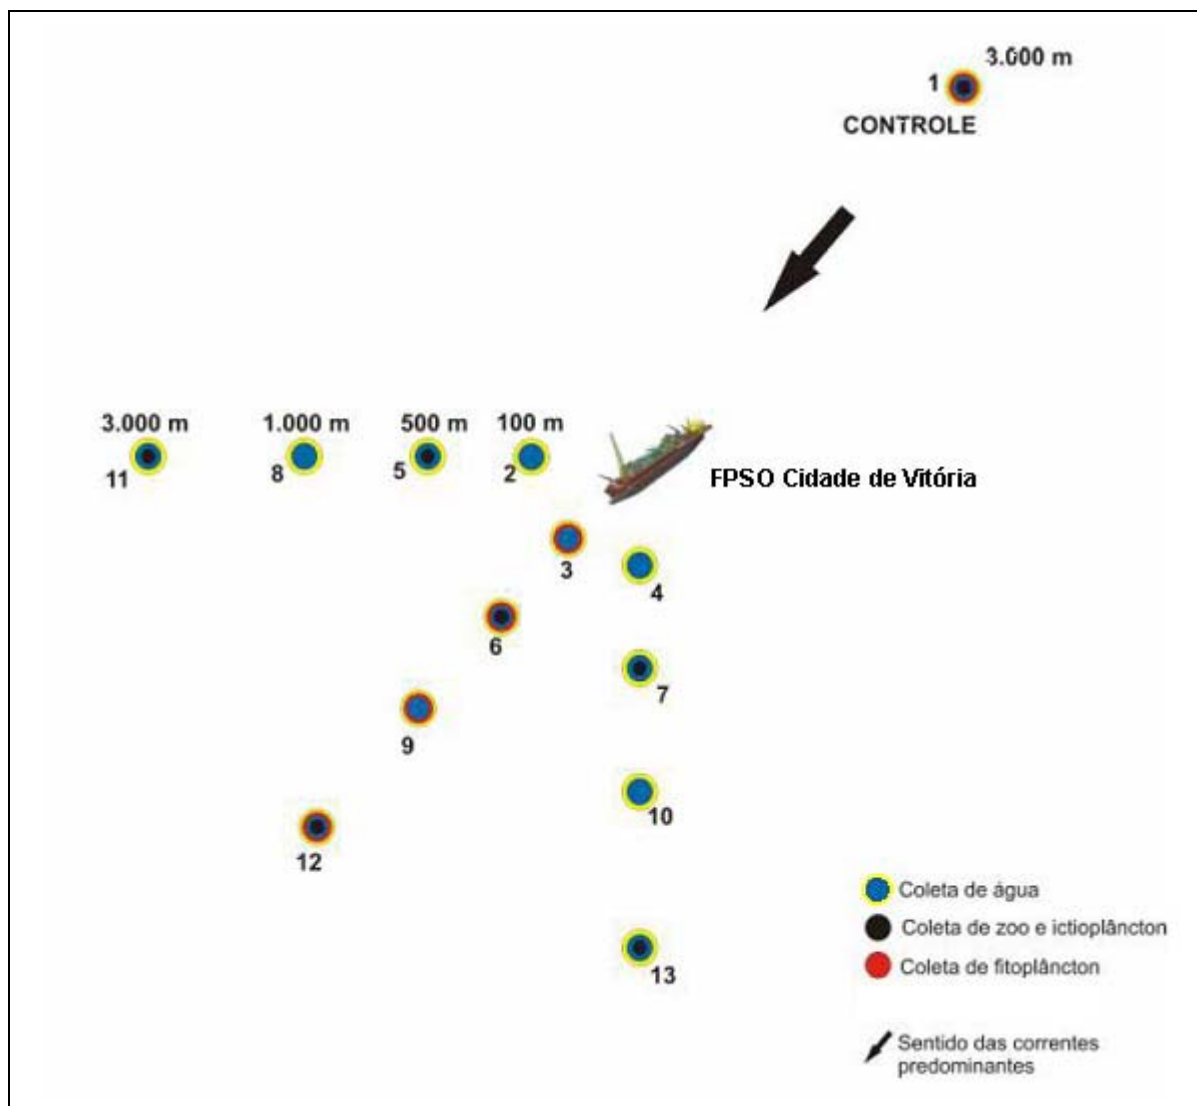 3.000 m
1
CONTROLE
3.000 m
1.000 m
500 m
100 m
11
8
5
2
FPSO Cidade de Vitória
3
4
6
7
9
10
12
13
Coleta de água
Coleta de zoo e ictioplâncton
Coleta de fitoplâncton
Sentido das correntes
predominantes